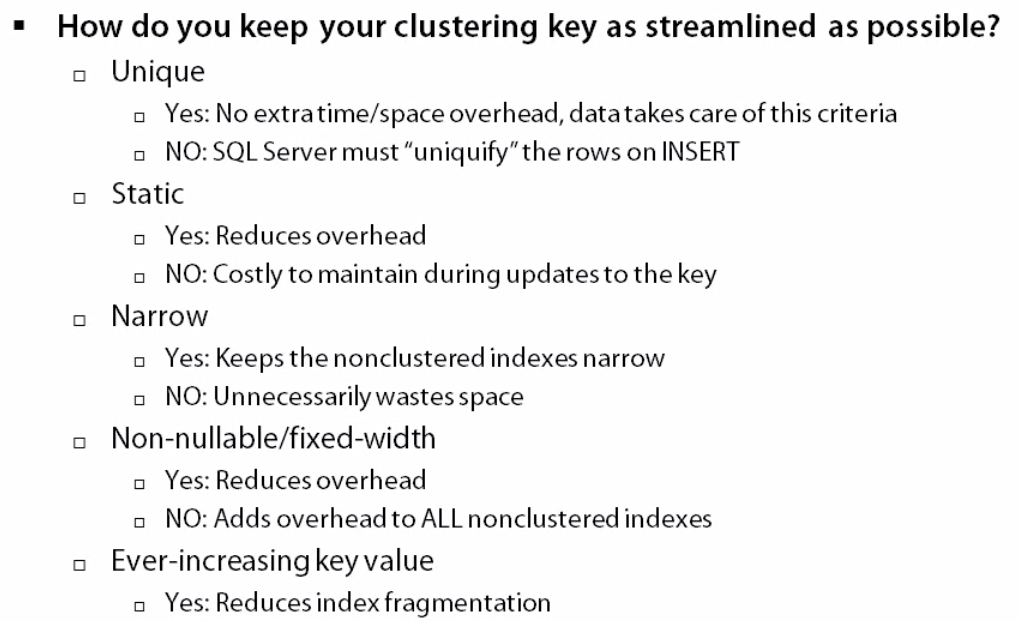 How do you keep your clustering key as streamlined as possible?
Unique
Yes: No extra time/space overhead, data takes care of this criteria
NO: SQL Server must “uniquify” the rows on INSERT
Static
Yes: Reduces overhead
NO: Costly to maintain during updates to the key
Narrow
Yes: Keeps the nonclustered indexes narrow
NO: Unnecessarily wastes space
Non-nullable/fixed-width
Yes: Reduces overhead
NO: Adds overhead to ALL nonclustered indexes
Ever-increasing key value
Yes: Reduces index fragmentation